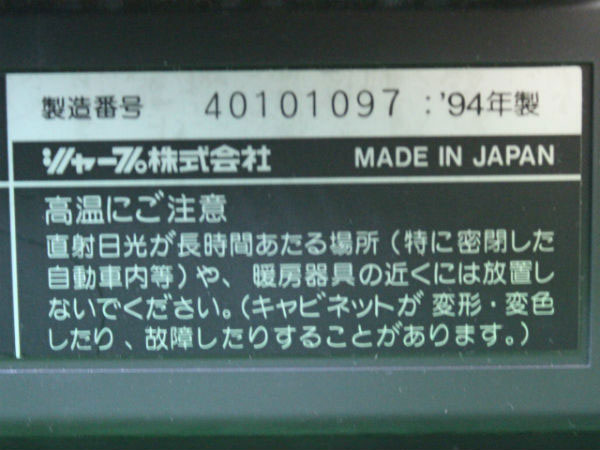 製造番号 40101097 : '94年製
シャープ株式会社 MADE IN JAPAN
高温にご注意
直射日光が長時間あたる場所(特に密閉した
自動車内等)や、暖房器具の近くには放置し
ないでください。(キャビネットが変形・変色
したり、故障したりすることがあります。)